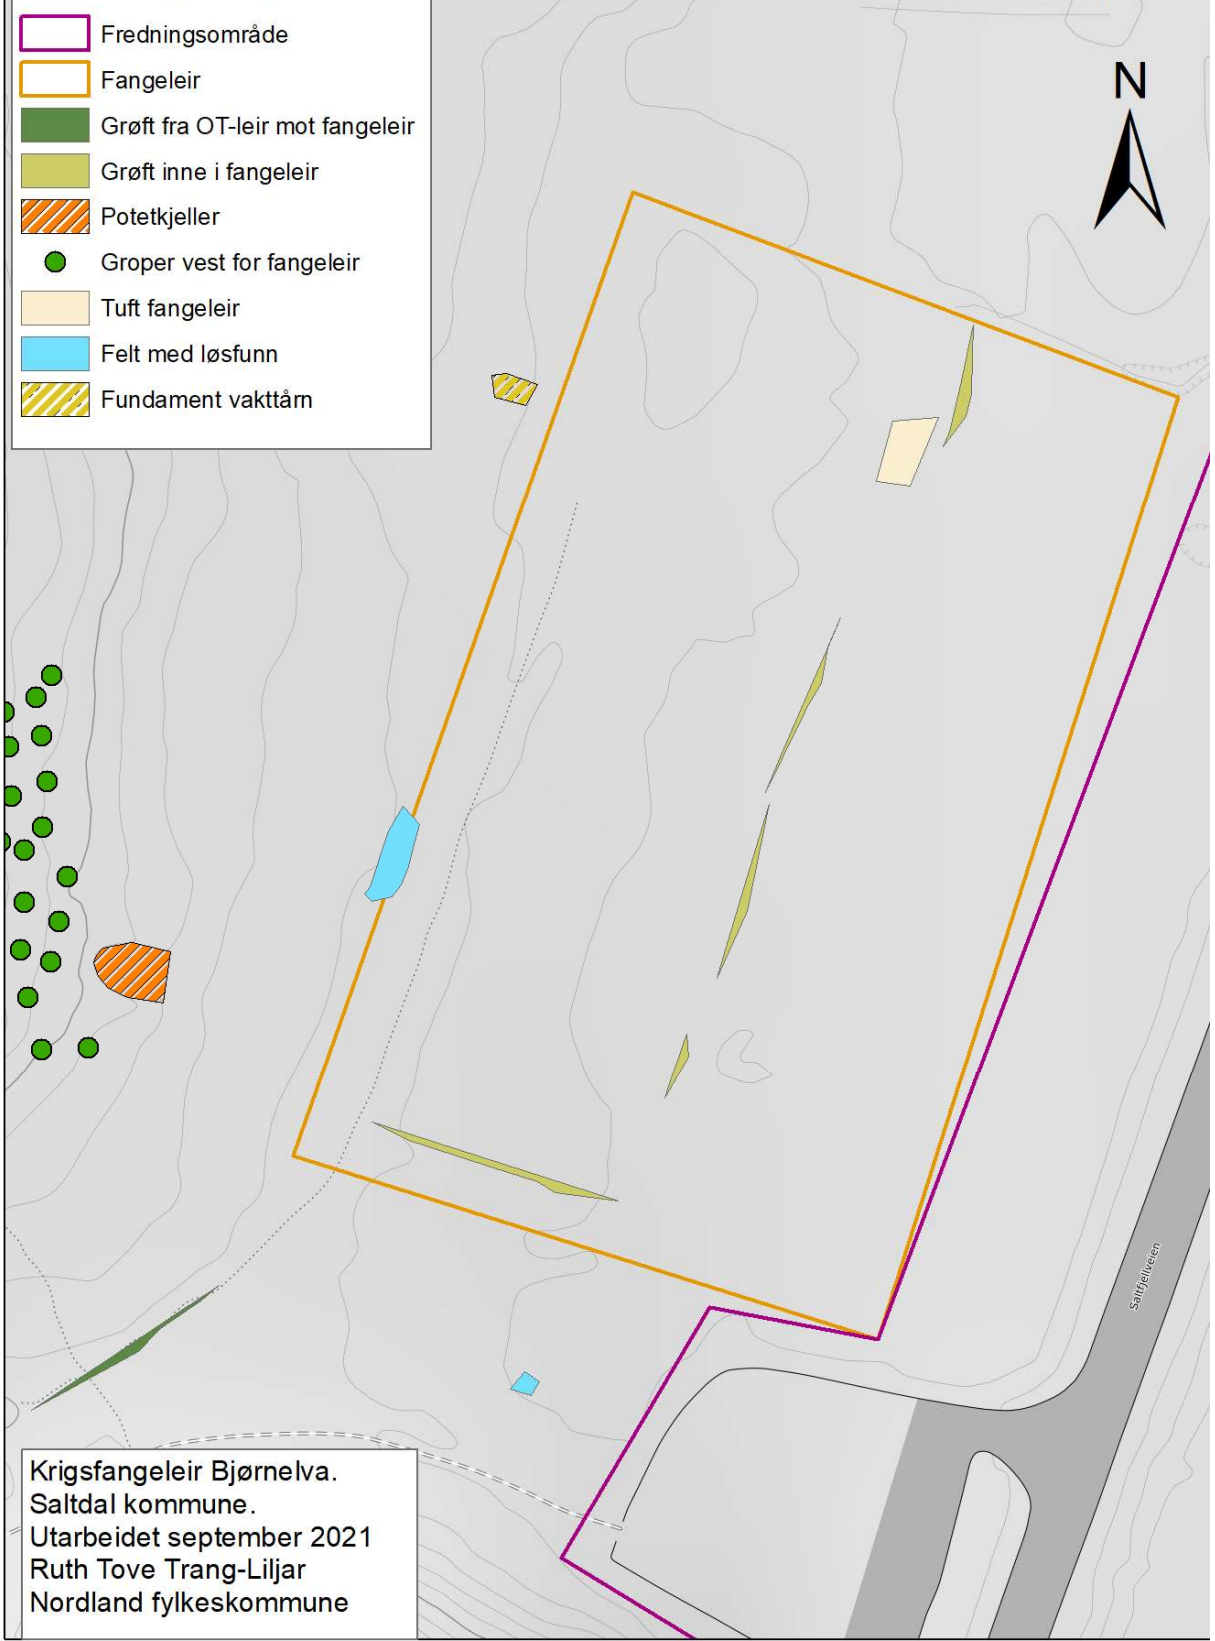 Fredningsområde
Fangeleir
Grøft fra OT-leir mot fangeleir
Grøft inne i fangeleir
Potetkjeller
Groper vest for fangeleir
Tuft fangeleir
Felt med løsfunn
Fundament vakttårn
N
Saltfjellveien
Krigsfangeleir Bjørnelva.
Saltdal kommune.
Utarbeidet september 2021
Ruth Tove Trang-Liljar
Nordland fylkeskommune